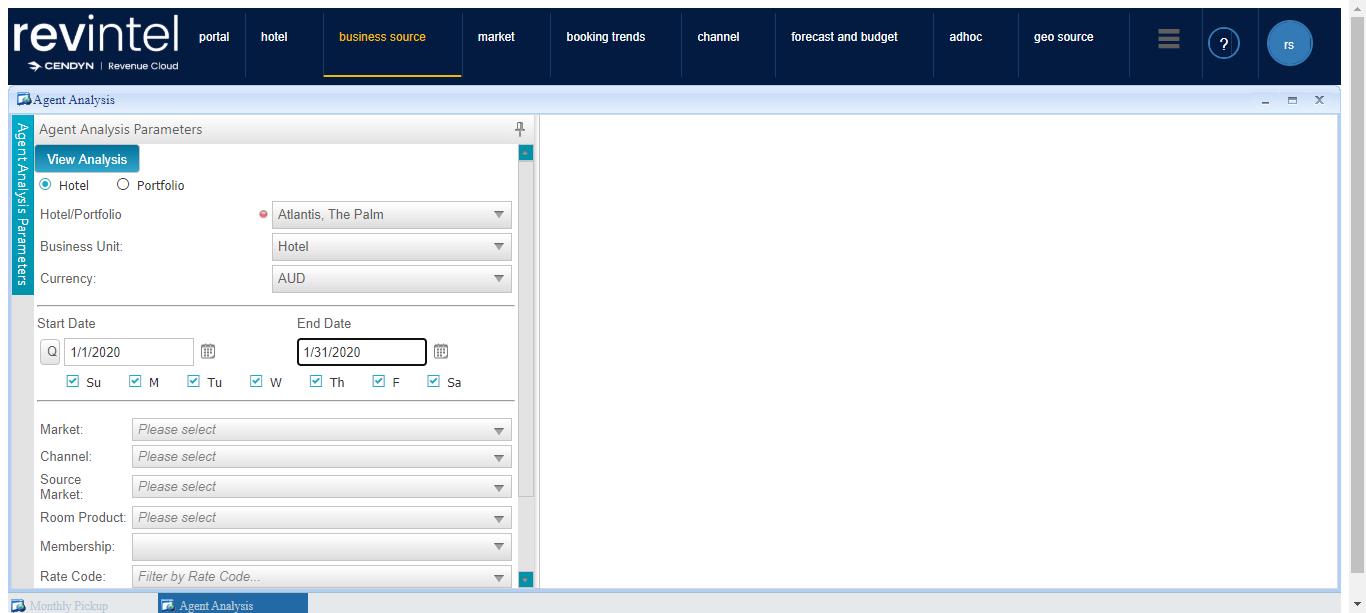 revintel
CENDYN | Revenue Cloud
portal
hotel
business source
market
booking trends
channel
forecast and budget
adhoc
geo source
?
rs
Agent Analysis
Agent Analysis Parameters
Agent Analysis Parameters
View Analysis
Hotel
Portfolio
Hotel/Portfolio
Atlantis, The Palm
Business Unit:
Hotel
Currency:
AUD
Start Date
End Date
Q
1/1/2020
1/31/2020
Su
M
Tu
W
Th
F
Sa
Market:
Please select
Channel:
Please select
Source
Market:
Please select
Room Product:
Please select
Membership:
Rate Code:
Filter by Rate Code...
Monthly Pickup
Agent Analysis